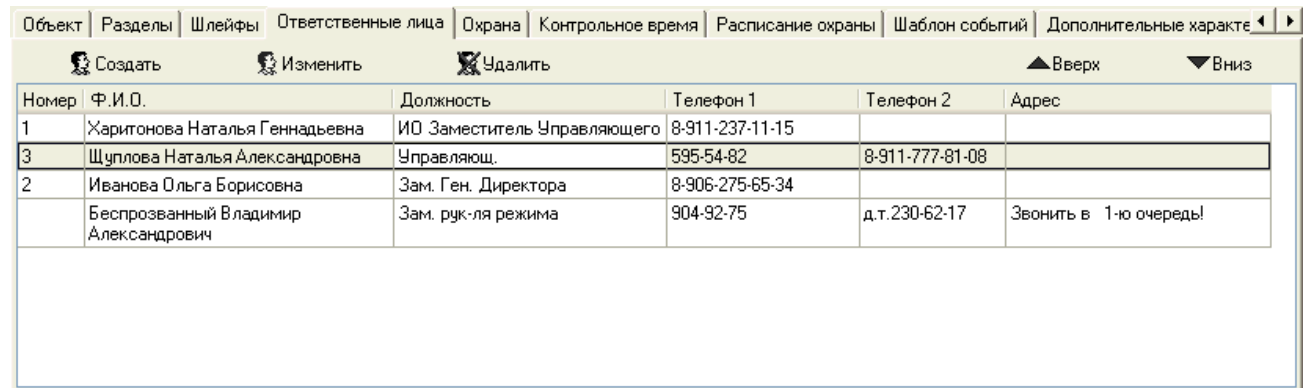 Объект Разделы Шлейфы Ответственные лица Охрана Контрольное время Расписание охраны Шаблон событий Дополнительные характе
Создать Изменить Удалить Вверх Вниз
Номер Ф.И.О. Должность Телефон 1 Телефон 2 Адрес
1 Харитонова Наталья Геннадьевна ИО Заместитель Управляющего 8-911-237-11-15
3 Щуплова Наталья Александровна Управляющ. 595-54-82 8-911-777-81-08
2 Иванова Ольга Борисовна Зам. Ген. Директора 8-906-275-65-34
Беспрозванный Владимир Зам. рук-ля режима 904-92-75 д.т.230-62-17 Звонить в 1-ю очередь!
Александрович